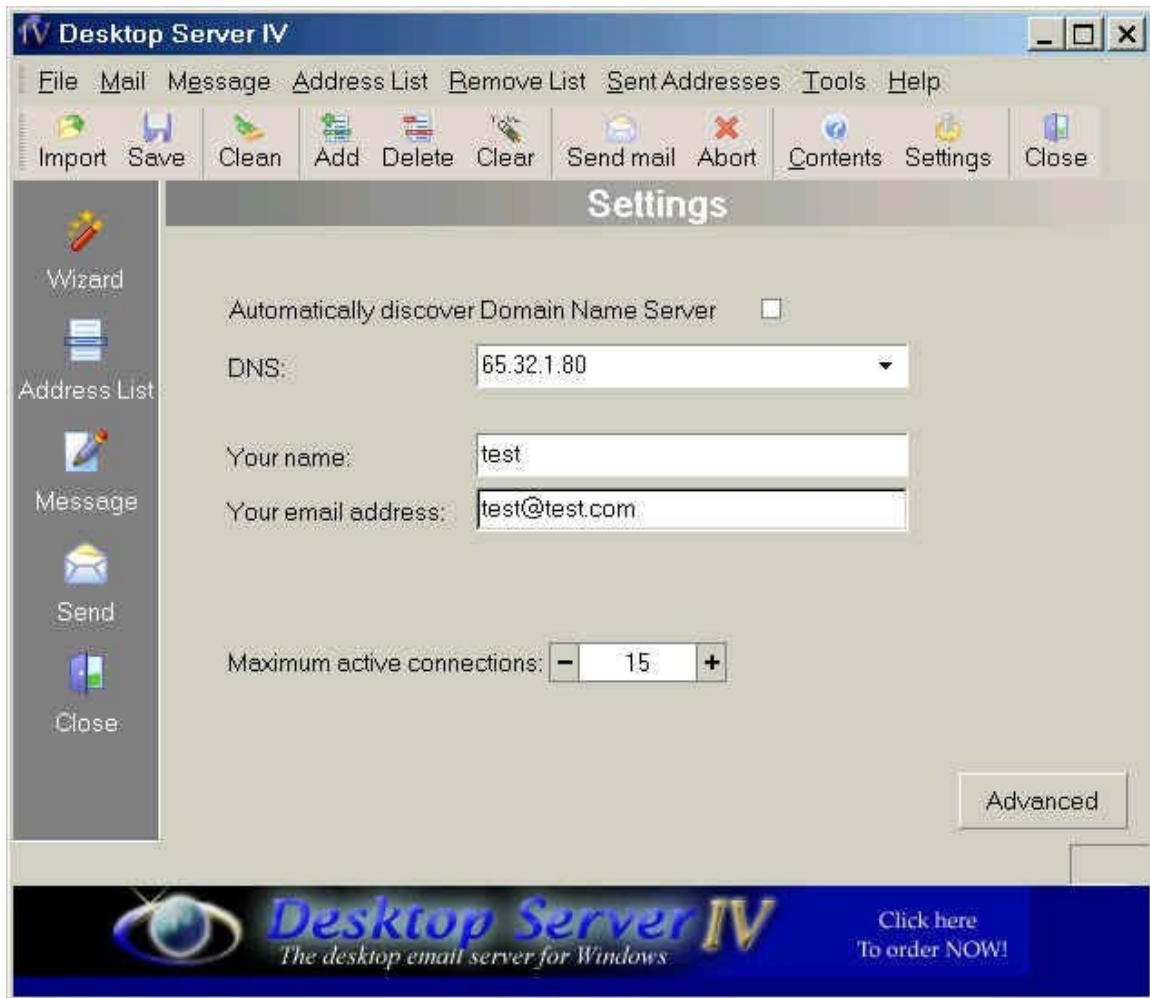 IV Desktop Server IV
File Mail Message Address List Remove List Sent Addresses Tools Help
Import Save Clean Add Delete Clear Send mail Abort Contents Settings Close
Settings
Wizard
Address List
Message
Send
Close
Automatically discover Domain Name Server
DNS: 65.32.1.80
Your name: test
Your email address: test@test.com
Maximum active connections: − 15 +
Advanced
Desktop Server IV
The desktop email server for Windows
Click here
To order NOW!